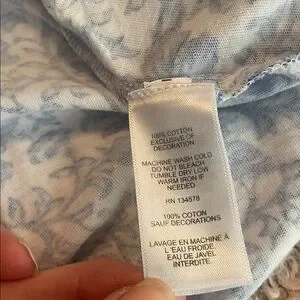 100% COTTON
EXCLUSIVE OF
DECORATION
MACHINE WASH COLD
DO NOT BLEACH
TUMBLE DRY LOW
WARM IRON IF
NEEDED
RN 134578
100% COTON
SAUF DECORATIONS
LAVAGE EN MACHINE À
L'EAU FROIDE.
EAU DE JAVEL
INTERDITE